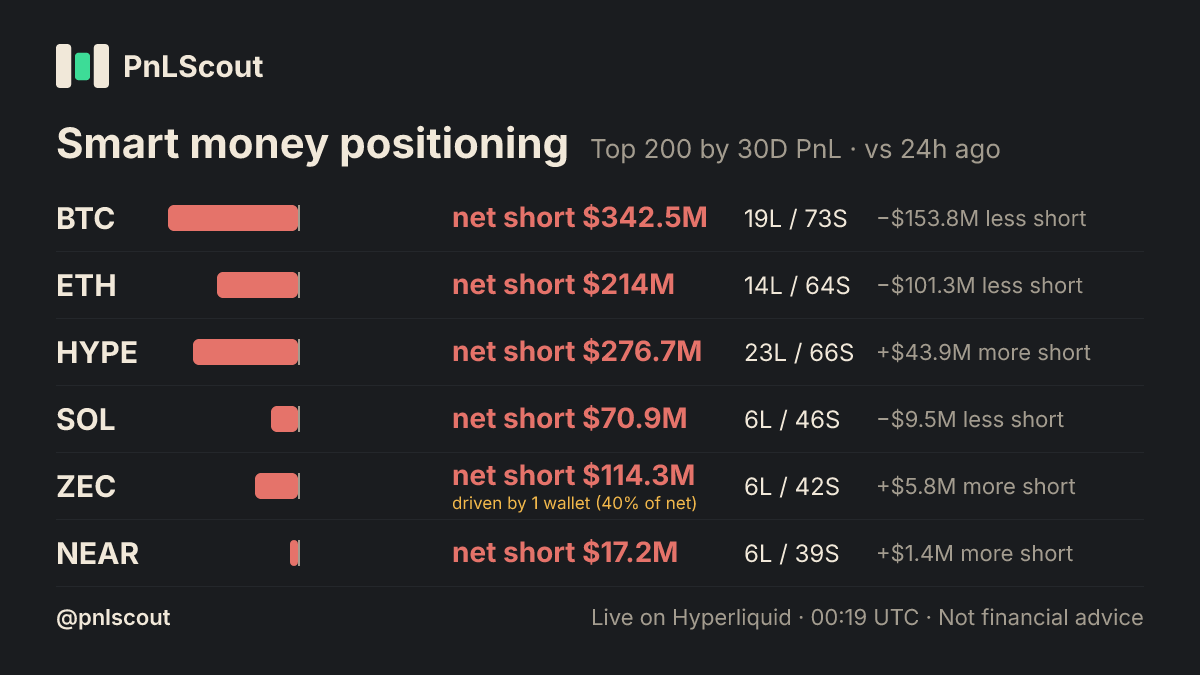 PnLScout
Smart money positioning Top 200 by 30D PnL · vs 24h ago
BTC net short $342.5M 19L / 73S −$153.8M less short
ETH net short $214M 14L / 64S −$101.3M less short
HYPE net short $276.7M 23L / 66S +$43.9M more short
SOL net short $70.9M 6L / 46S −$9.5M less short
ZEC net short $114.3M 6L / 42S +$5.8M more short
driven by 1 wallet (40% of net)
NEAR net short $17.2M 6L / 39S +$1.4M more short
@pnlscout Live on Hyperliquid · 00:19 UTC · Not financial advice